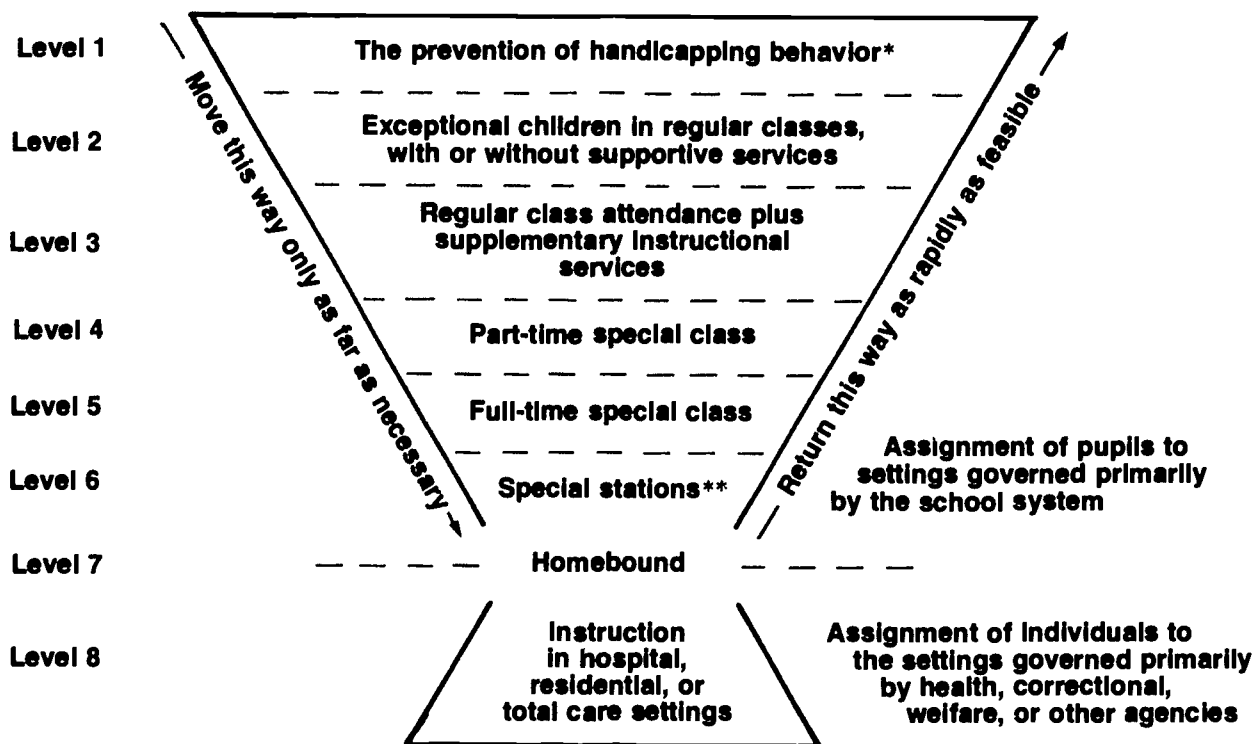 Level 1
The prevention of handicapping behavior*
Level 2
Exceptional children in regular classes,
with or without supportive services
Level 3
Regular class attendance plus
supplementary instructional
services
Level 4
Part-time special class
Level 5
Full-time special class
Level 6
Special stations**
Level 7
Homebound
Level 8
Instruction
in hospital,
residential, or
total care settings
Move this way only as far as necessary
Return this way as rapidly as feasible
Assignment of pupils to
settings governed primarily
by the school system
Assignment of individuals to
the settings governed primarily
by health, correctional,
welfare, or other agencies